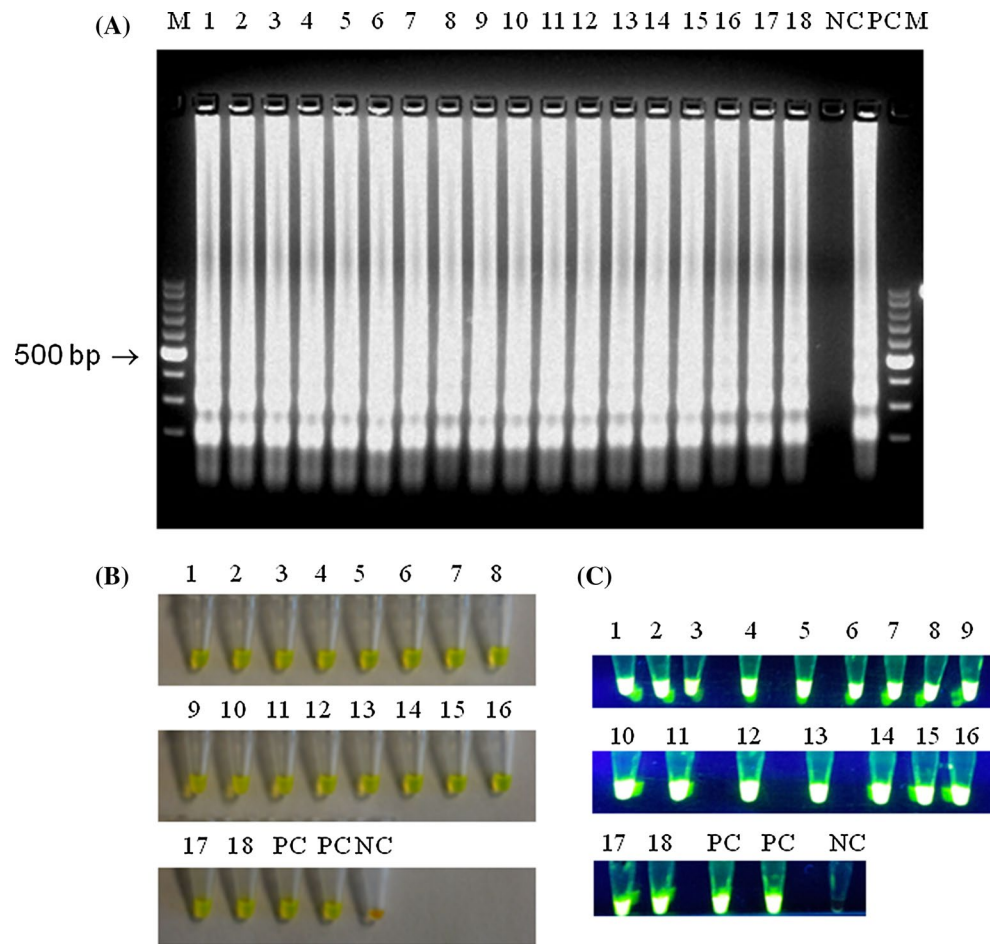 (A) M 1 2 3 4 5 6 7 8 9 10 11 12 13 14 15 16 17 18 NC PC M
500 bp →
(B)
1 2 3 4 5 6 7 8
9 10 11 12 13 14 15 16
17 18 PC PC NC
(C)
1 2 3 4 5 6 7 8 9
10 11 12 13 14 15 16
17 18 PC PC NC